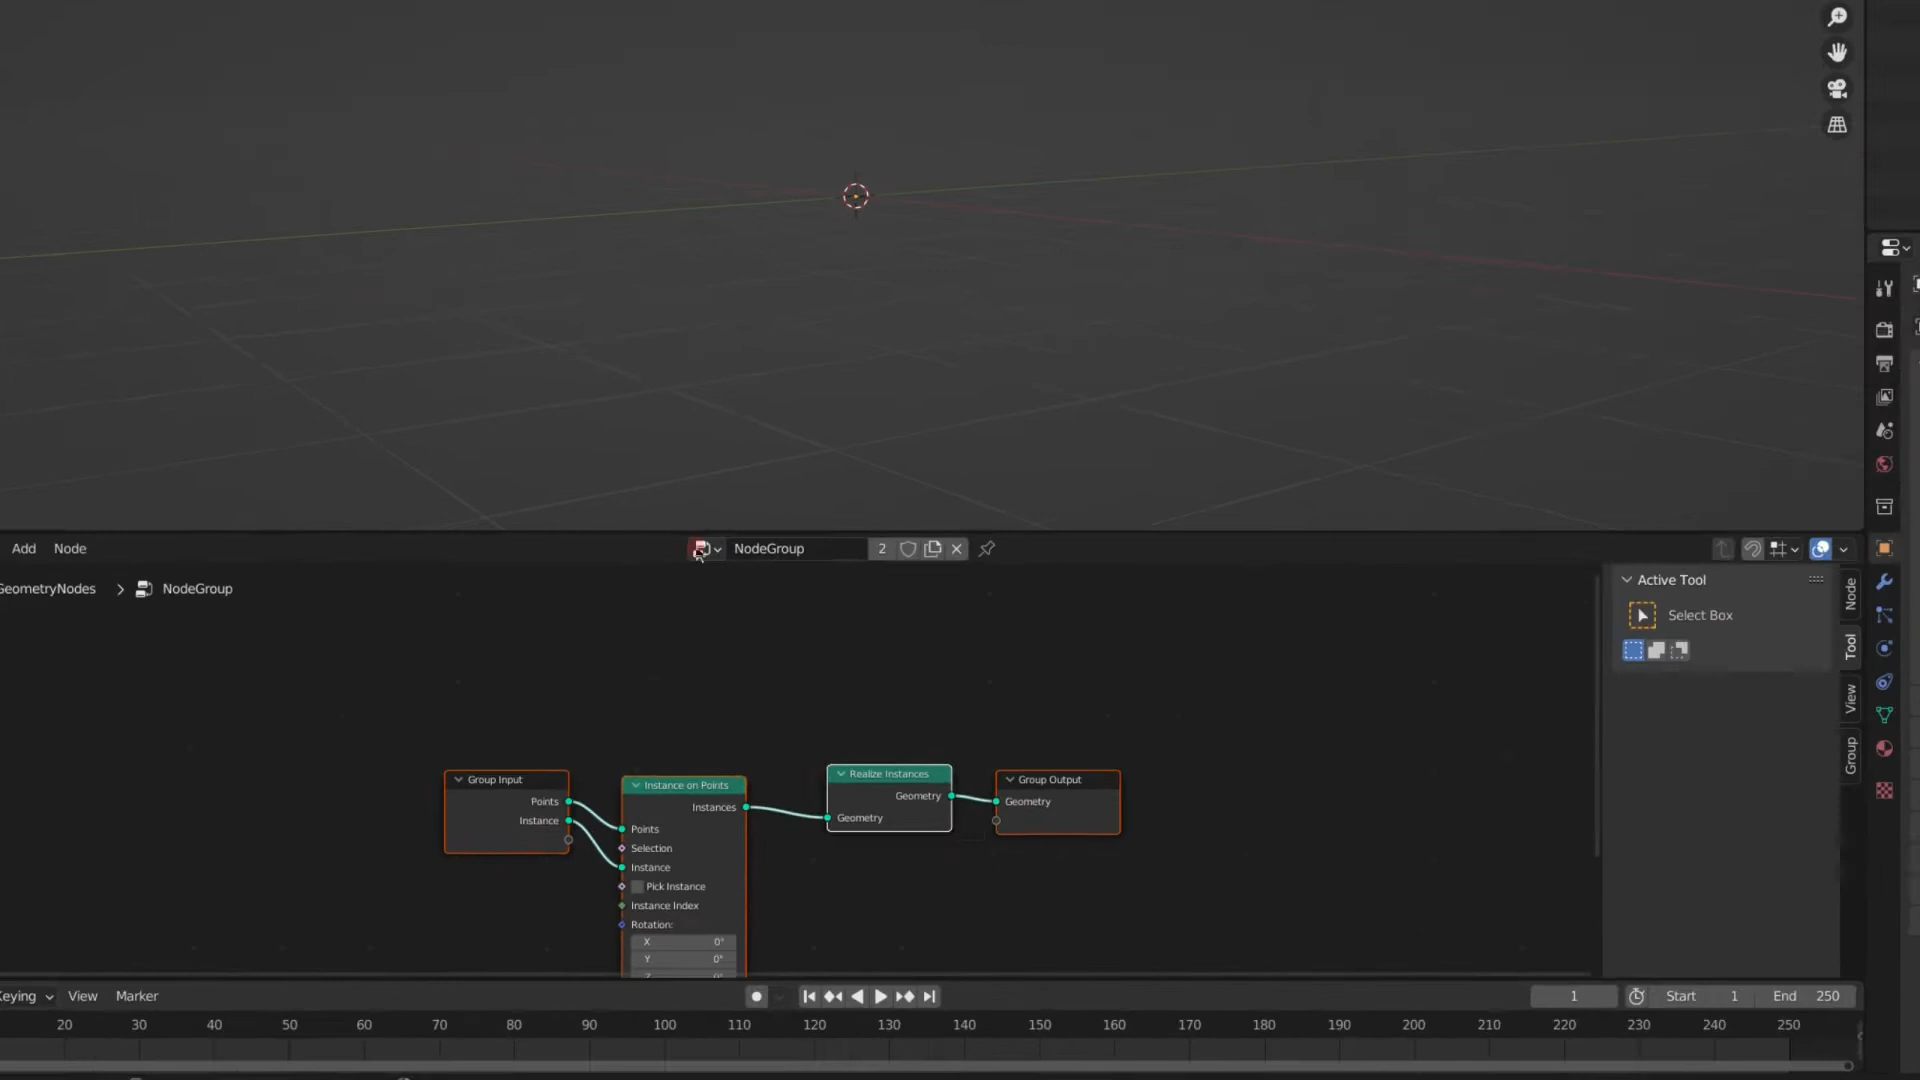 Add Node
NodeGroup 2
GeometryNodes > NodeGroup
Active Tool
Select Box
Node
Tool
View
Group
Group Input
Points
Instance
Instance on Points
Instances
Points
Selection
Instance
Pick Instance
Instance Index
Rotation:
X 0°
Y 0°
Z 0°
Realize Instances
Geometry
Geometry
Group Output
Geometry
Keying View Marker
1 Start 1 End 250
20 30 40 50 60 70 80 90 100 110 120 130 140 150 160 170 180 190 200 210 220 230 240 250